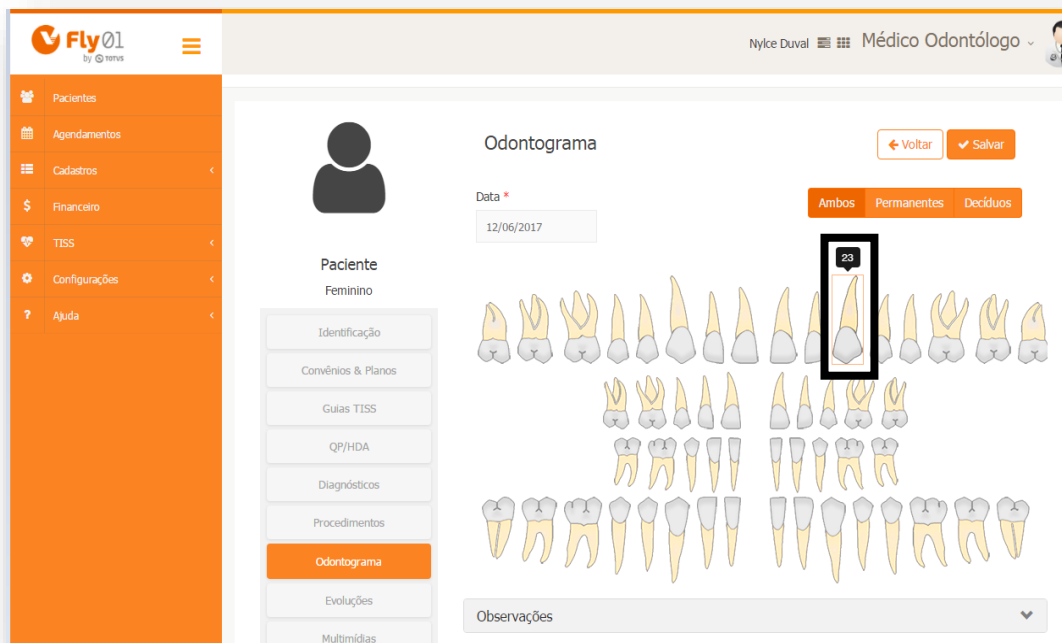 Fly01
by TOTVS
Nylce Duval
Médico Odontólogo
Pacientes
Agendamentos
Cadastros
Financeiro
TISS
Configurações
Ajuda
Paciente
Feminino
Identificação
Convênios & Planos
Guias TISS
QP/HDA
Diagnósticos
Procedimentos
Odontograma
Evoluções
Multimídias
Odontograma
Voltar
Salvar
Data *
12/06/2017
Ambos
Permanentes
Decíduos
23
Observações